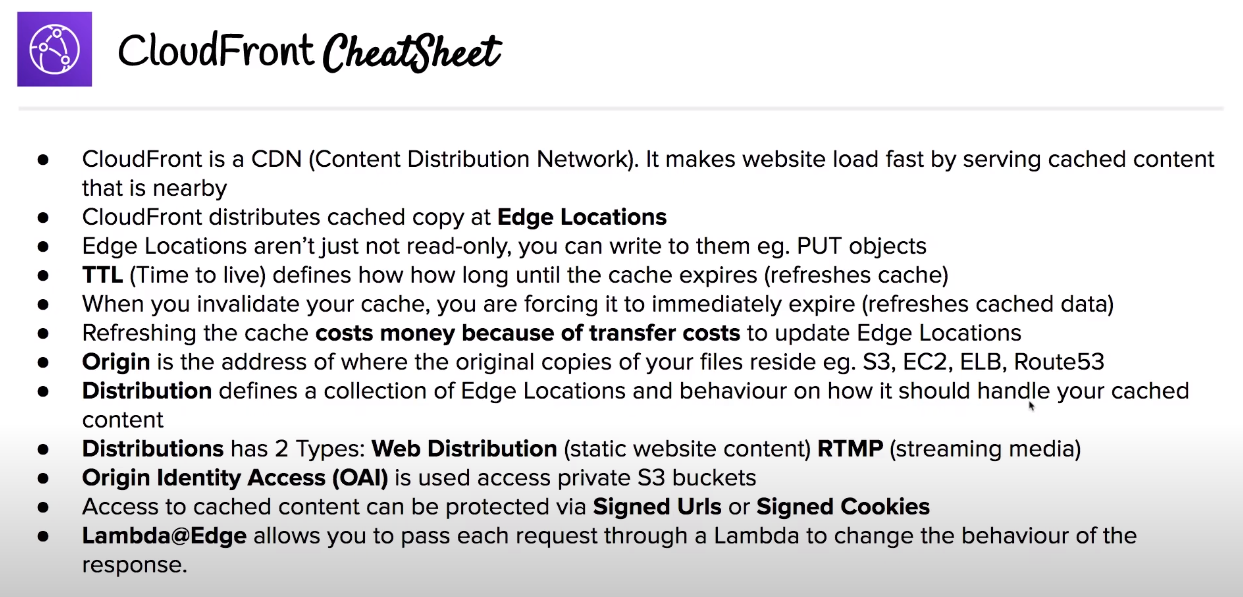 CloudFront CheatSheet
● CloudFront is a CDN (Content Distribution Network). It makes website load fast by serving cached content
that is nearby
● CloudFront distributes cached copy at Edge Locations
● Edge Locations aren’t just not read-only, you can write to them eg. PUT objects
● TTL (Time to live) defines how how long until the cache expires (refreshes cache)
● When you invalidate your cache, you are forcing it to immediately expire (refreshes cached data)
● Refreshing the cache costs money because of transfer costs to update Edge Locations
● Origin is the address of where the original copies of your files reside eg. S3, EC2, ELB, Route53
● Distribution defines a collection of Edge Locations and behaviour on how it should handle your cached
content
● Distributions has 2 Types: Web Distribution (static website content) RTMP (streaming media)
● Origin Identity Access (OAI) is used access private S3 buckets
● Access to cached content can be protected via Signed Urls or Signed Cookies
● Lambda@Edge allows you to pass each request through a Lambda to change the behaviour of the
response.